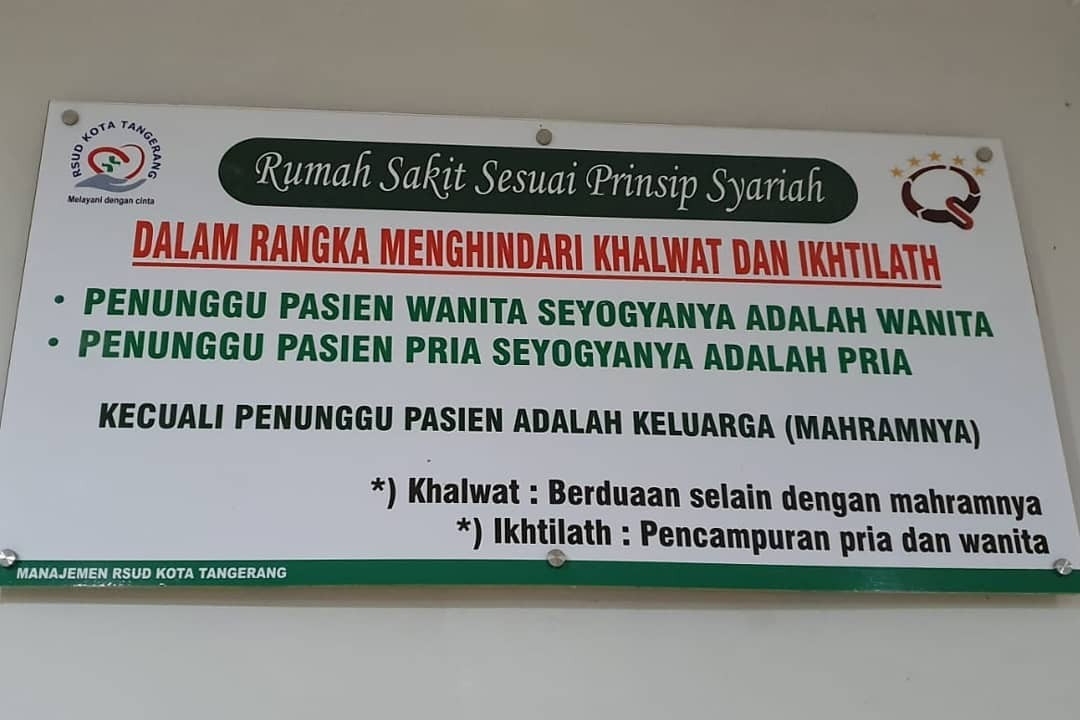 RSUD KOTA TANGERANG
Melayani dengan cinta
Rumah Sakit Sesuai Prinsip Syariah
Q
DALAM RANGKA MENGHINDARI KHALWAT DAN IKHTILATH
• PENUNGGU PASIEN WANITA SEYOGYANYA ADALAH WANITA
• PENUNGGU PASIEN PRIA SEYOGYANYA ADALAH PRIA
KECUALI PENUNGGU PASIEN ADALAH KELUARGA (MAHRAMNYA)
*) Khalwat : Berduaan selain dengan mahramnya
*) Ikhtilath : Pencampuran pria dan wanita
MANAJEMEN RSUD KOTA TANGERANG